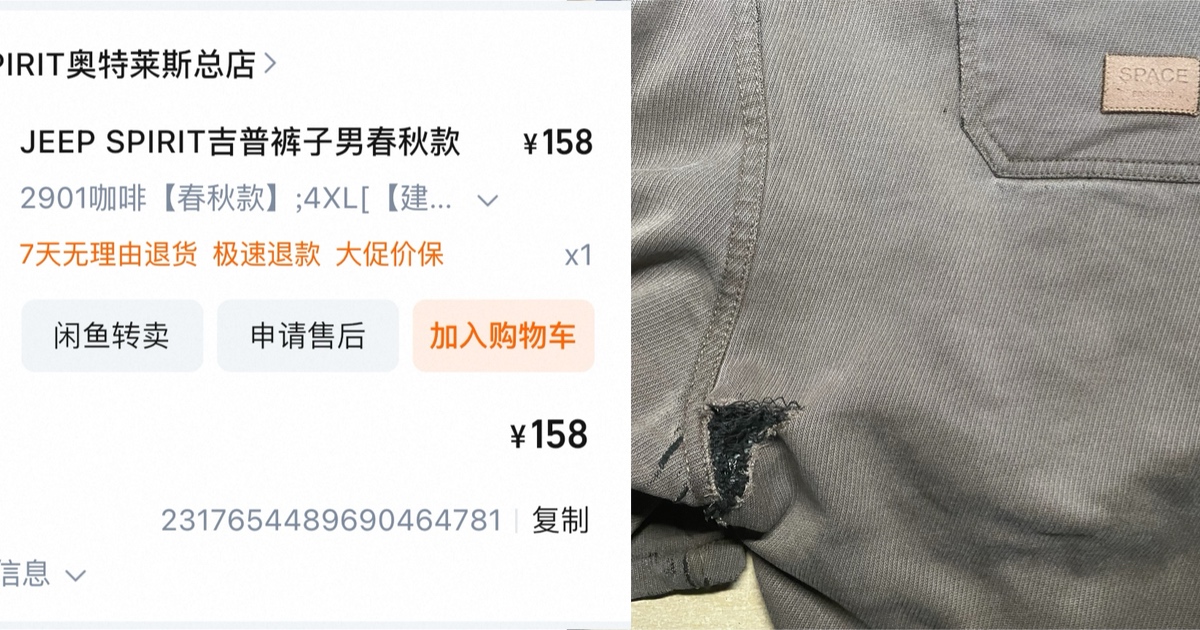 PIRIT奥特莱斯总店
JEEP SPIRIT吉普裤子男春秋款 ¥158
2901咖啡【春秋款】;4XL[【建...
7天无理由退货 极速退款 大促价保 x1
闲鱼转卖 申请售后 加入购物车
¥158
2317654489690464781 复制
信息
SPACE